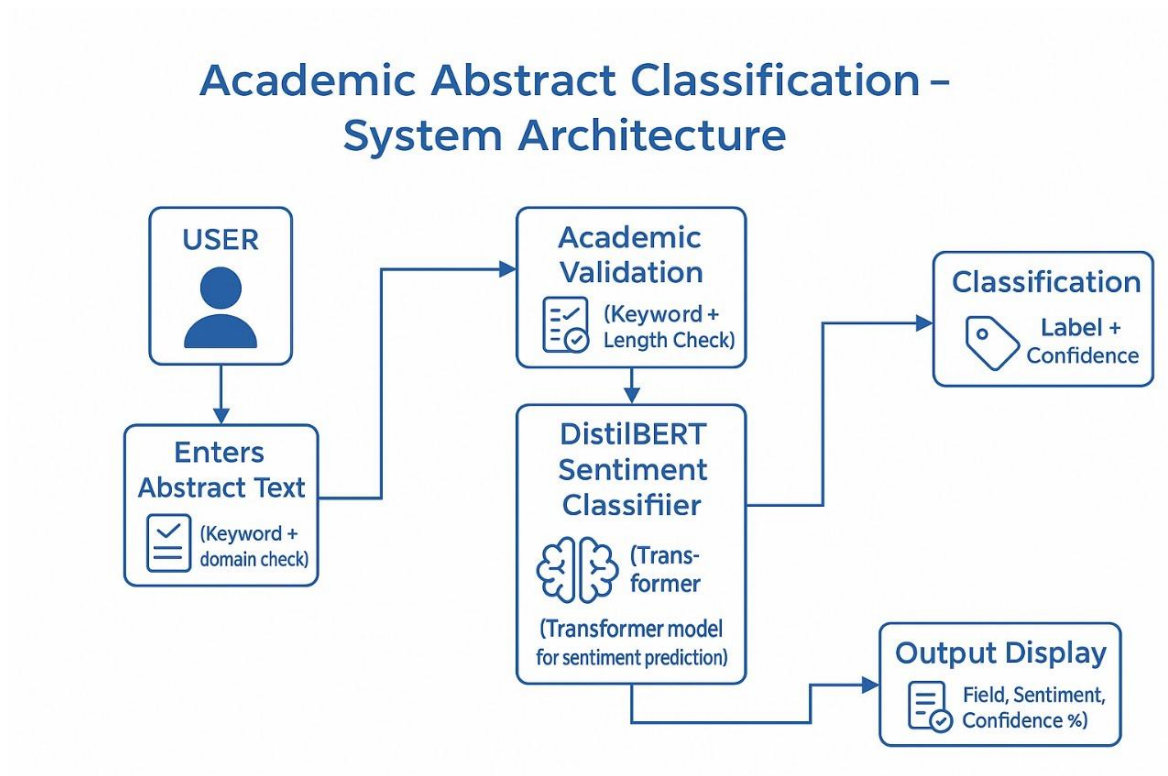 Academic Abstract Classification –
System Architecture
USER
Enters
Abstract Text
(Keyword +
domain check)
Academic
Validation
(Keyword +
Length Check)
DistilBERT
Sentiment
Classifiier
(Trans-
former
(Transformer model
for sentiment prediction)
Classification
Label +
Confidence
Output Display
Field, Sentiment,
Confidence %)